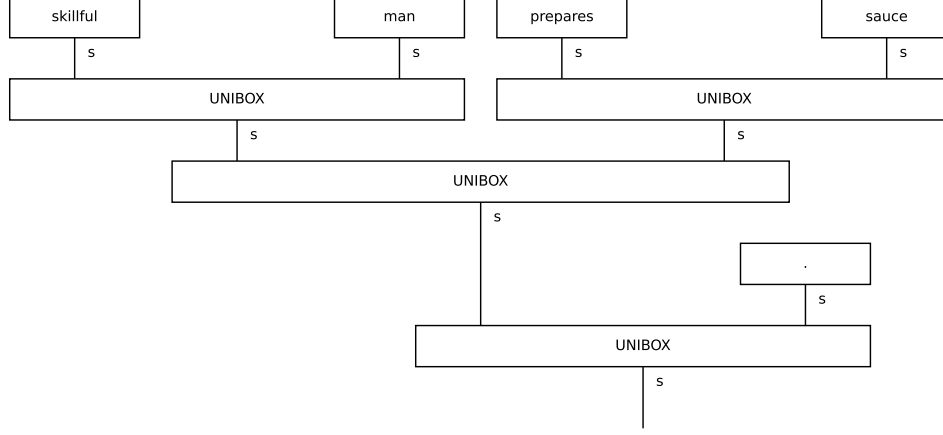 skillful man prepares sauce
s s s s
UNIBOX UNIBOX
s s
UNIBOX
s
.
s
UNIBOX
s